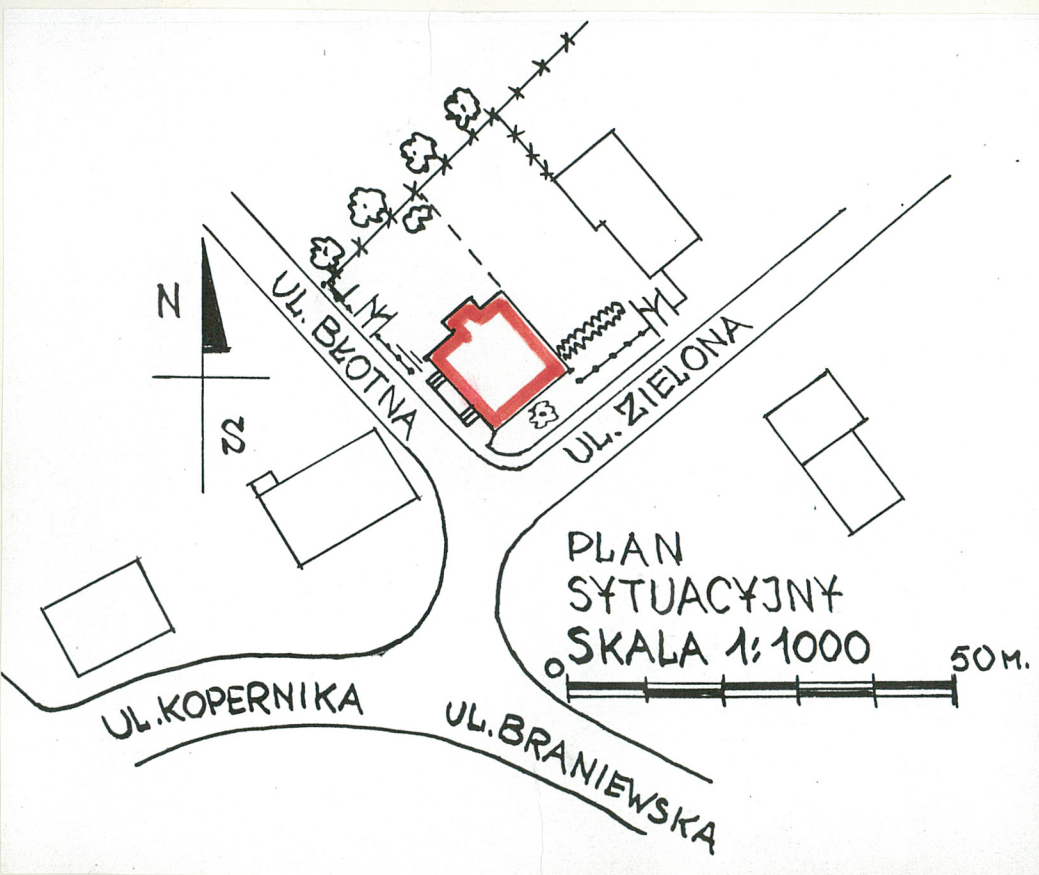 N
S
UL. BŁOTNA
UL. ZIELONA
PLAN
SYTUACYJNY
SKALA 1:1000
0
50 M.
UL. KOPERNIKA
UL. BRANIEWSKA